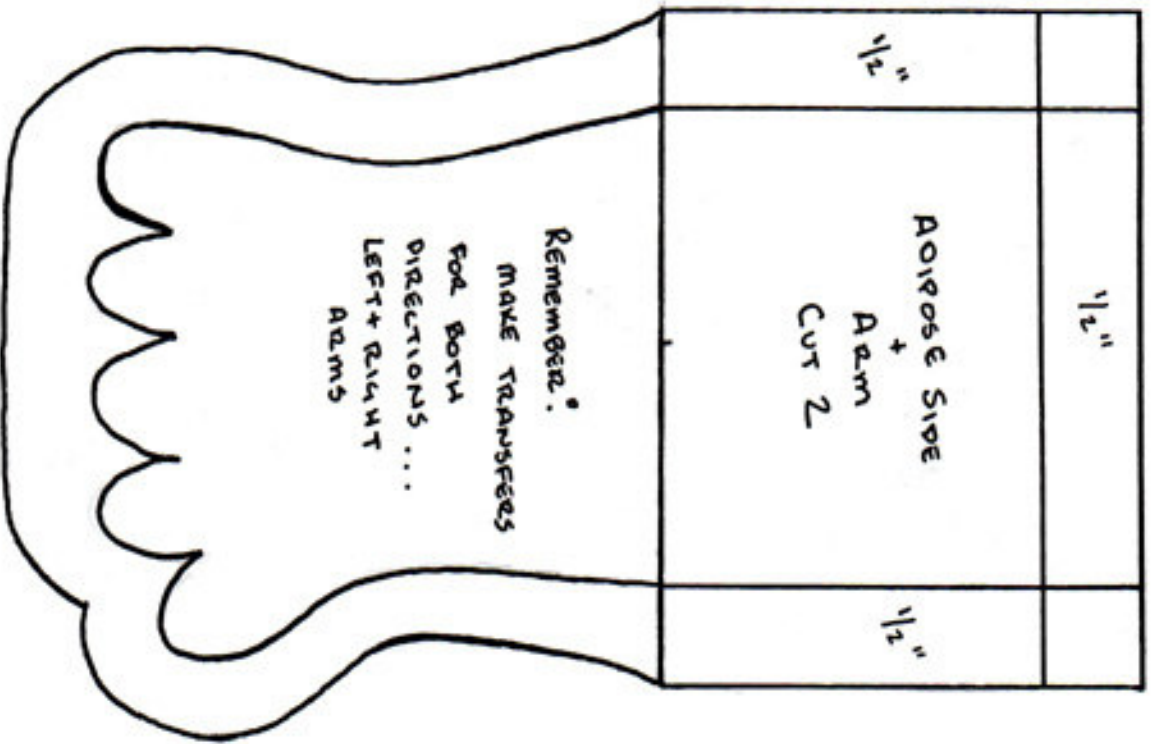 1/2"
ADIPOSE SIDE
1/2"
+
1/2"
ARM
CUT 2
REMEMBER:
MAKE TRANSFERS
FOR BOTH
DIRECTIONS...
LEFT + RIGHT
ARMS